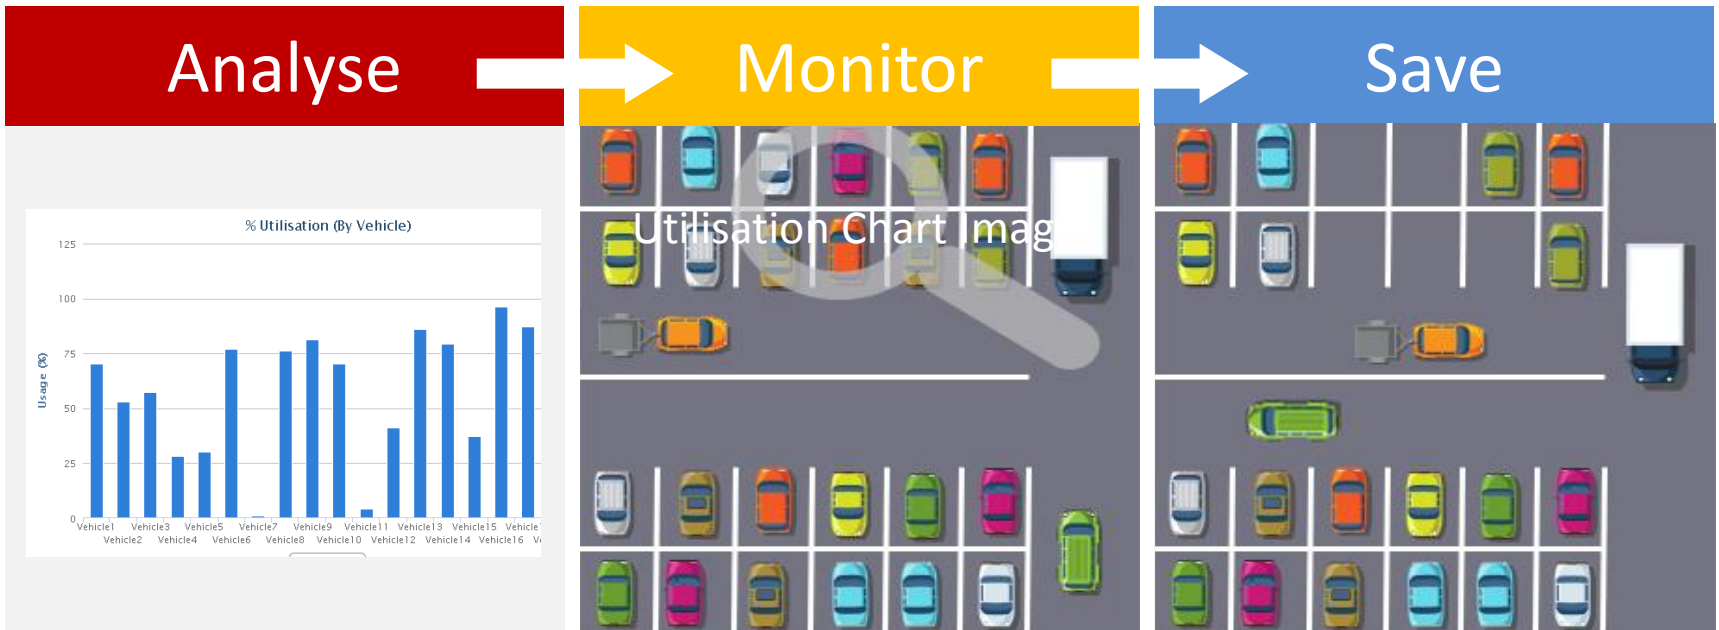 Analyse
Monitor
Save
% Utilisation (By Vehicle)
125
100
75
50
25
0
Usage (%)
Vehicle1
Vehicle2
Vehicle3
Vehicle4
Vehicle5
Vehicle6
Vehicle7
Vehicle8
Vehicle9
Vehicle10
Vehicle11
Vehicle12
Vehicle13
Vehicle14
Vehicle15
Vehicle16
Utilisation Chart Imag